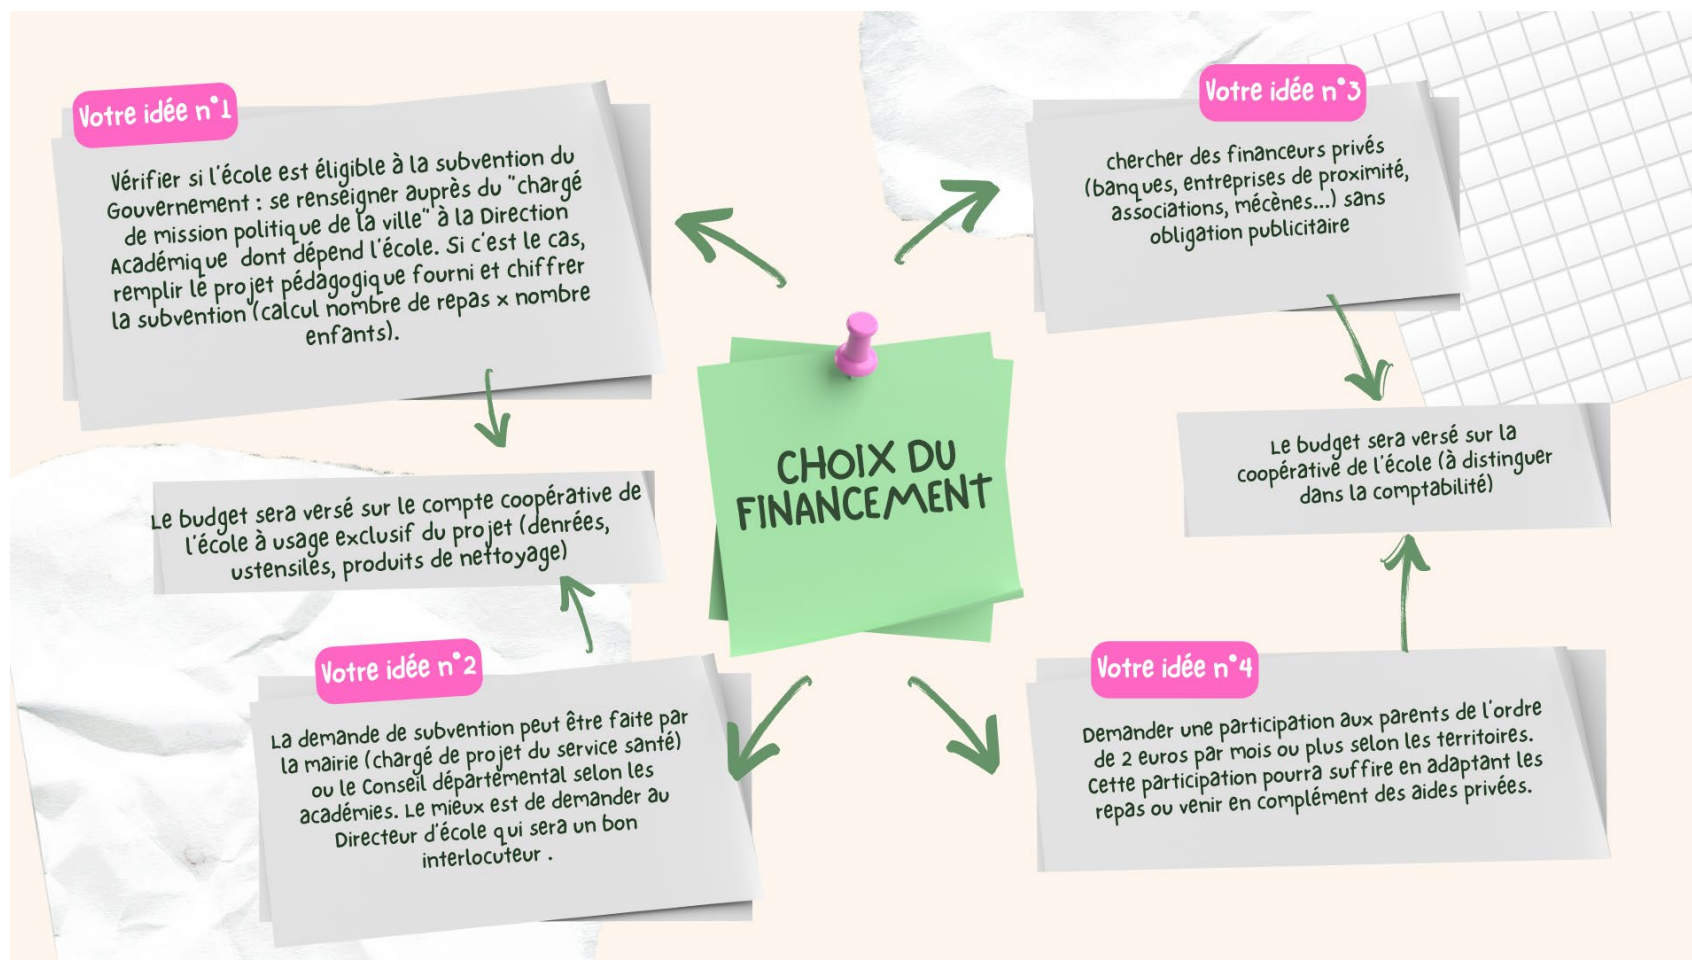 Votre idée n°1
Vérifier si l'école est éligible à la subvention du
Gouvernement : se renseigner auprès du "chargé
de mission politique de la ville" à la Direction
Académique dont dépend l'école. Si c'est le cas,
remplir le projet pédagogique fourni et chiffrer
la subvention (calcul nombre de repas x nombre
enfants).
Le budget sera versé sur le compte coopérative de
l'école à usage exclusif du projet (denrées,
ustensiles, produits de nettoyage)
Votre idée n°2
La demande de subvention peut être faite par
la mairie (chargé de projet du service santé)
ou le Conseil départemental selon les
académies. Le mieux est de demander au
Directeur d'école qui sera un bon
interlocuteur .
CHOIX DU
FINANCEMENT
Votre idée n°3
chercher des financeurs privés
(banques, entreprises de proximité,
associations, mécènes...) sans
obligation publicitaire
Le budget sera versé sur la
coopérative de l'école (à distinguer
dans la comptabilité)
Votre idée n°4
Demander une participation aux parents de l'ordre
de 2 euros par mois ou plus selon les territoires.
Cette participation pourra suffire en adaptant les
repas ou venir en complément des aides privées.